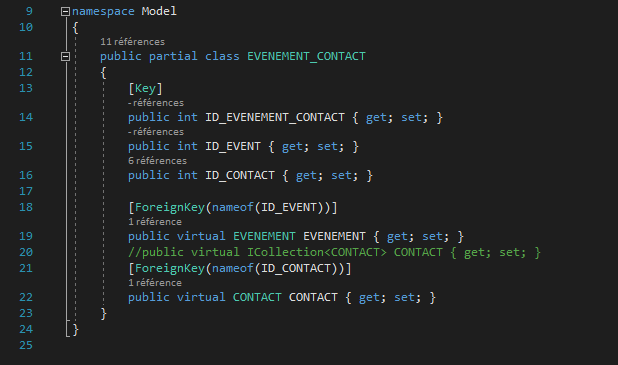 9 namespace Model
10 {
11 références
11 public partial class EVENEMENT_CONTACT
12 {
13 [Key]
- références
14 public int ID_EVENEMENT_CONTACT { get; set; }
- références
15 public int ID_EVENT { get; set; }
6 références
16 public int ID_CONTACT { get; set; }
17
18 [ForeignKey(nameof(ID_EVENT))]
1 référence
19 public virtual EVENEMENT EVENEMENT { get; set; }
20 //public virtual ICollection<CONTACT> CONTACT { get; set; }
21 [ForeignKey(nameof(ID_CONTACT))]
1 référence
22 public virtual CONTACT CONTACT { get; set; }
23 }
24 }
25